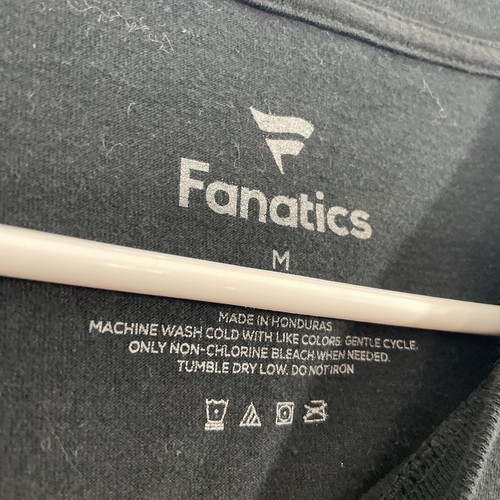 Fanatics
M
MADE IN HONDURAS
MACHINE WASH COLD WITH LIKE COLORS. GENTLE CYCLE.
ONLY NON-CHLORINE BLEACH WHEN NEEDED.
TUMBLE DRY LOW. DO NOT IRON